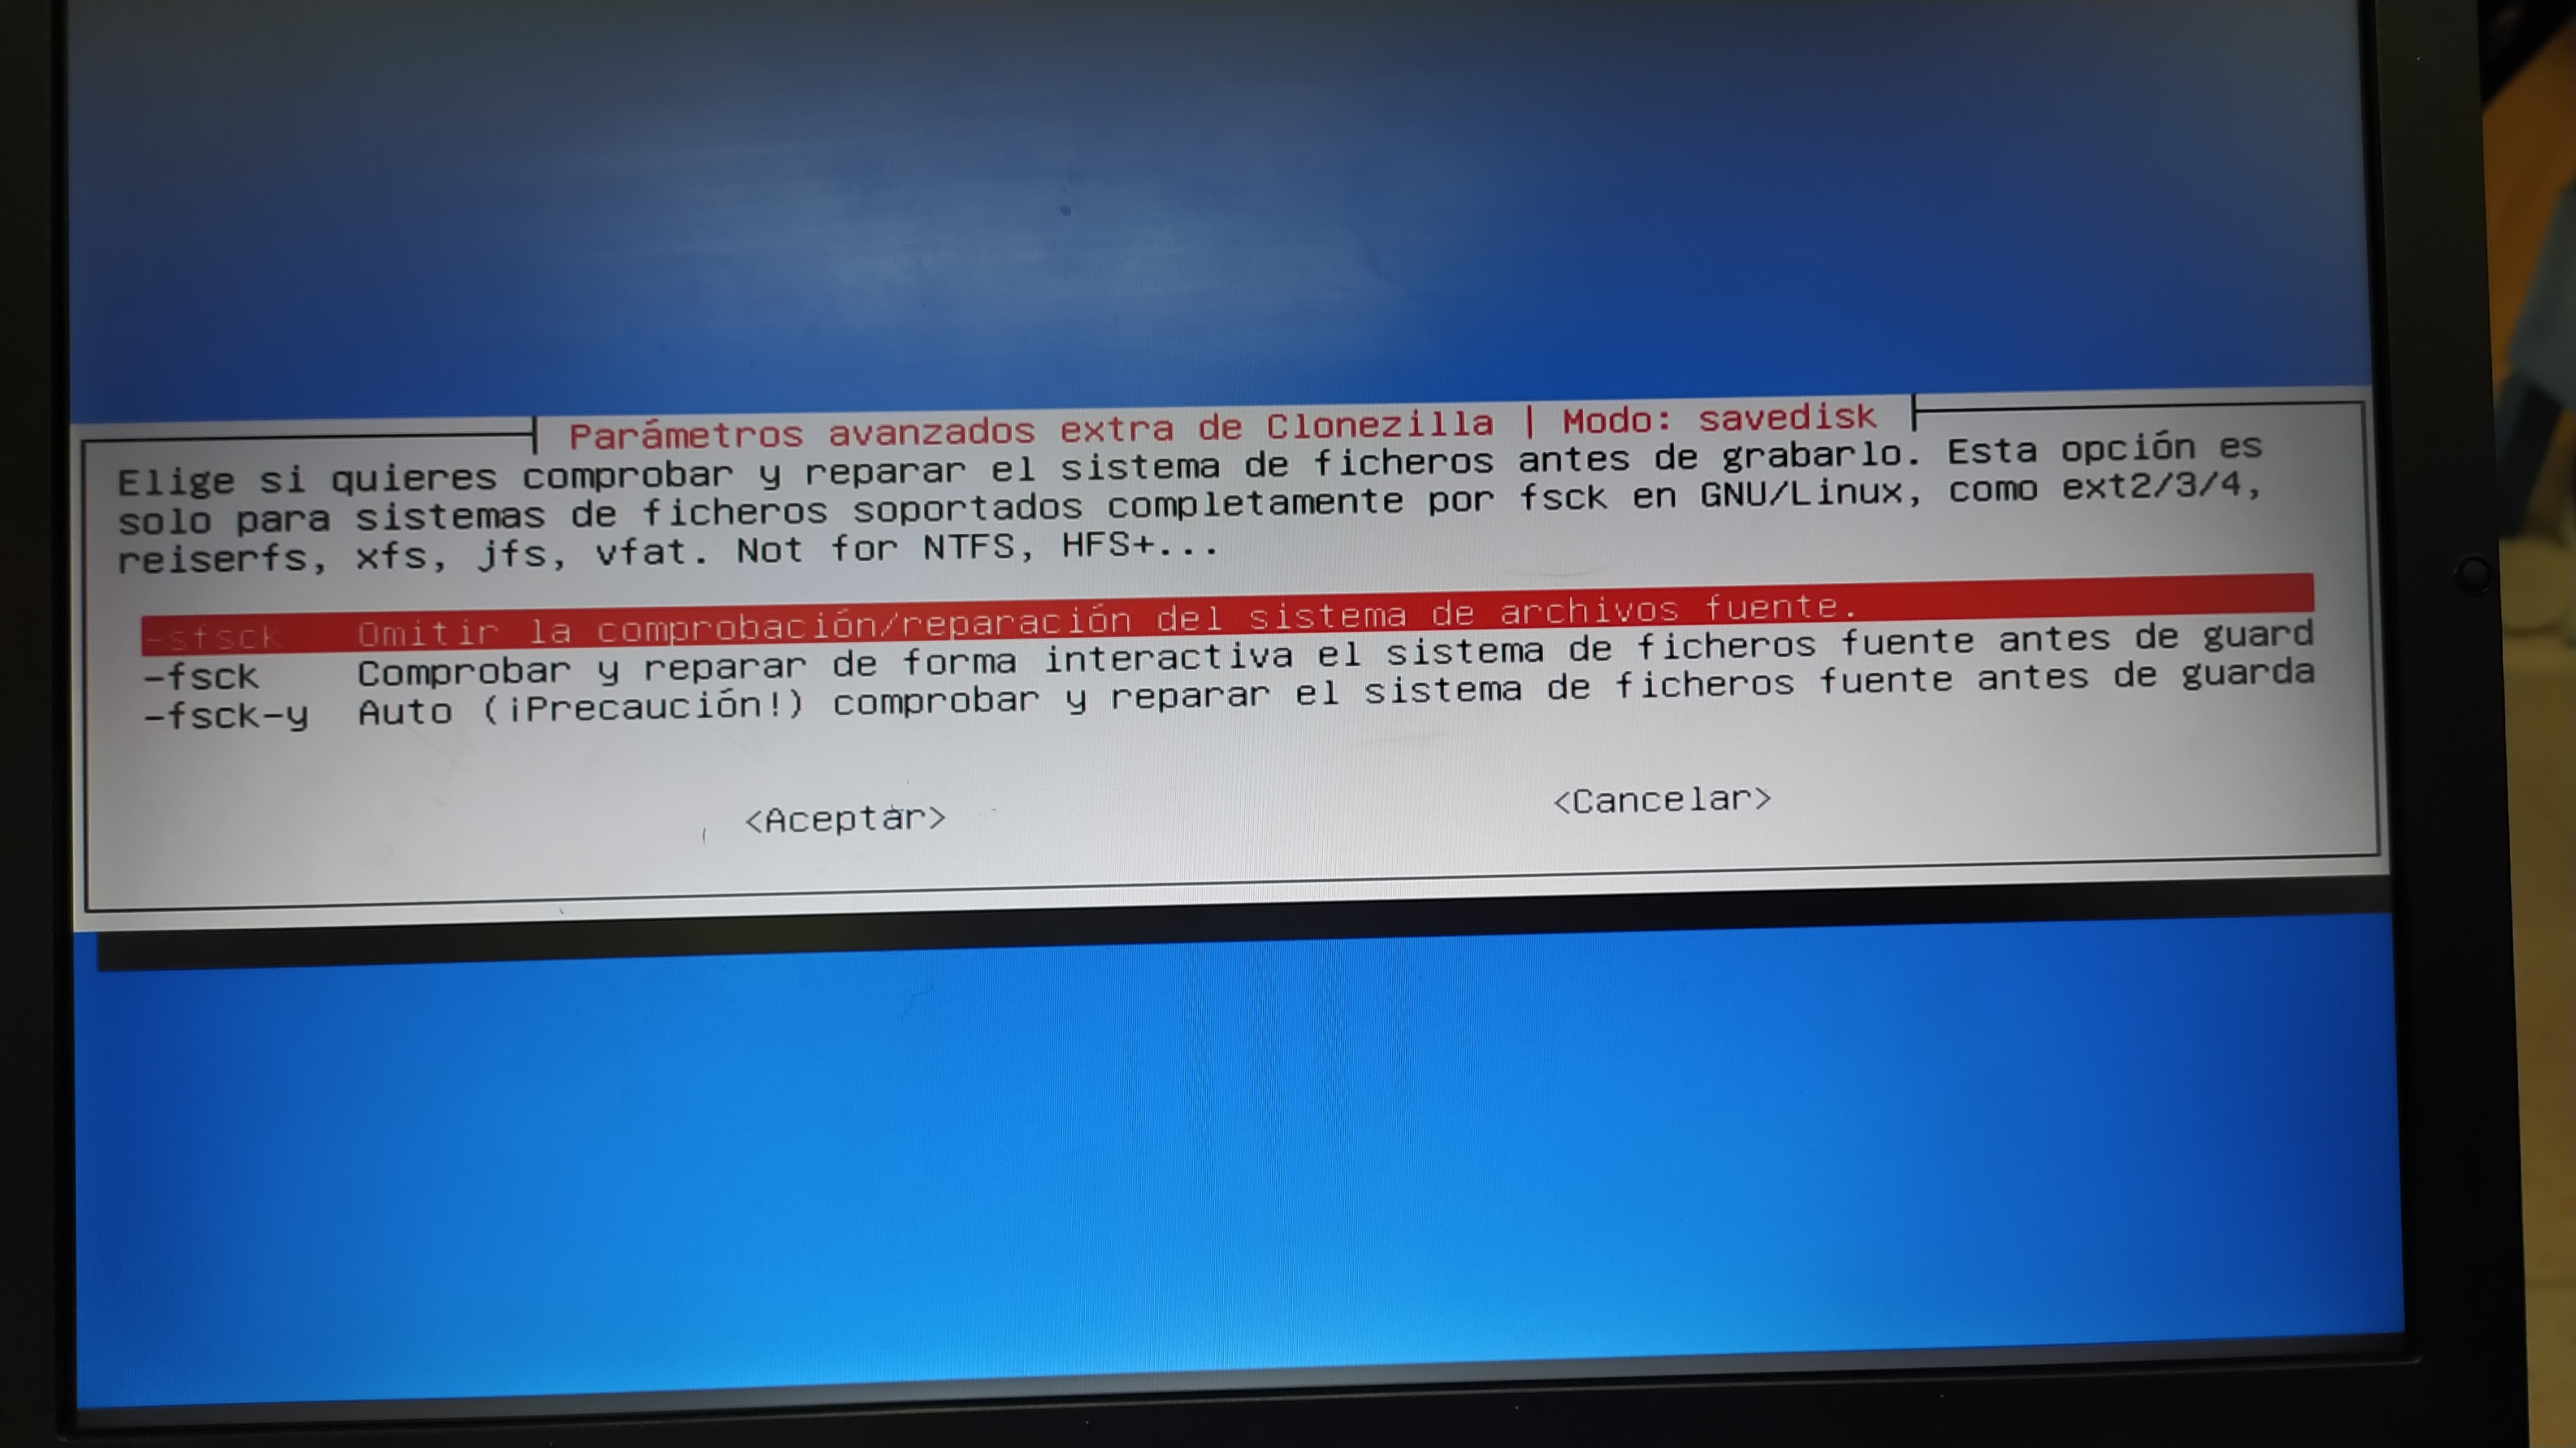 Parámetros avanzados extra de Clonezilla | Modo: savedisk
Elige si quieres comprobar y reparar el sistema de ficheros antes de grabarlo. Esta opción es
solo para sistemas de ficheros soportados completamente por fsck en GNU/Linux, como ext2/3/4,
reiserfs, xfs, jfs, vfat. Not for NTFS, HFS+...
-sfsck Omitir la comprobación/reparación del sistema de archivos fuente.
-fsck Comprobar y reparar de forma interactiva el sistema de ficheros fuente antes de guard
-fsck-y Auto (¡Precaución!) comprobar y reparar el sistema de ficheros fuente antes de guarda
<Aceptar> <Cancelar>